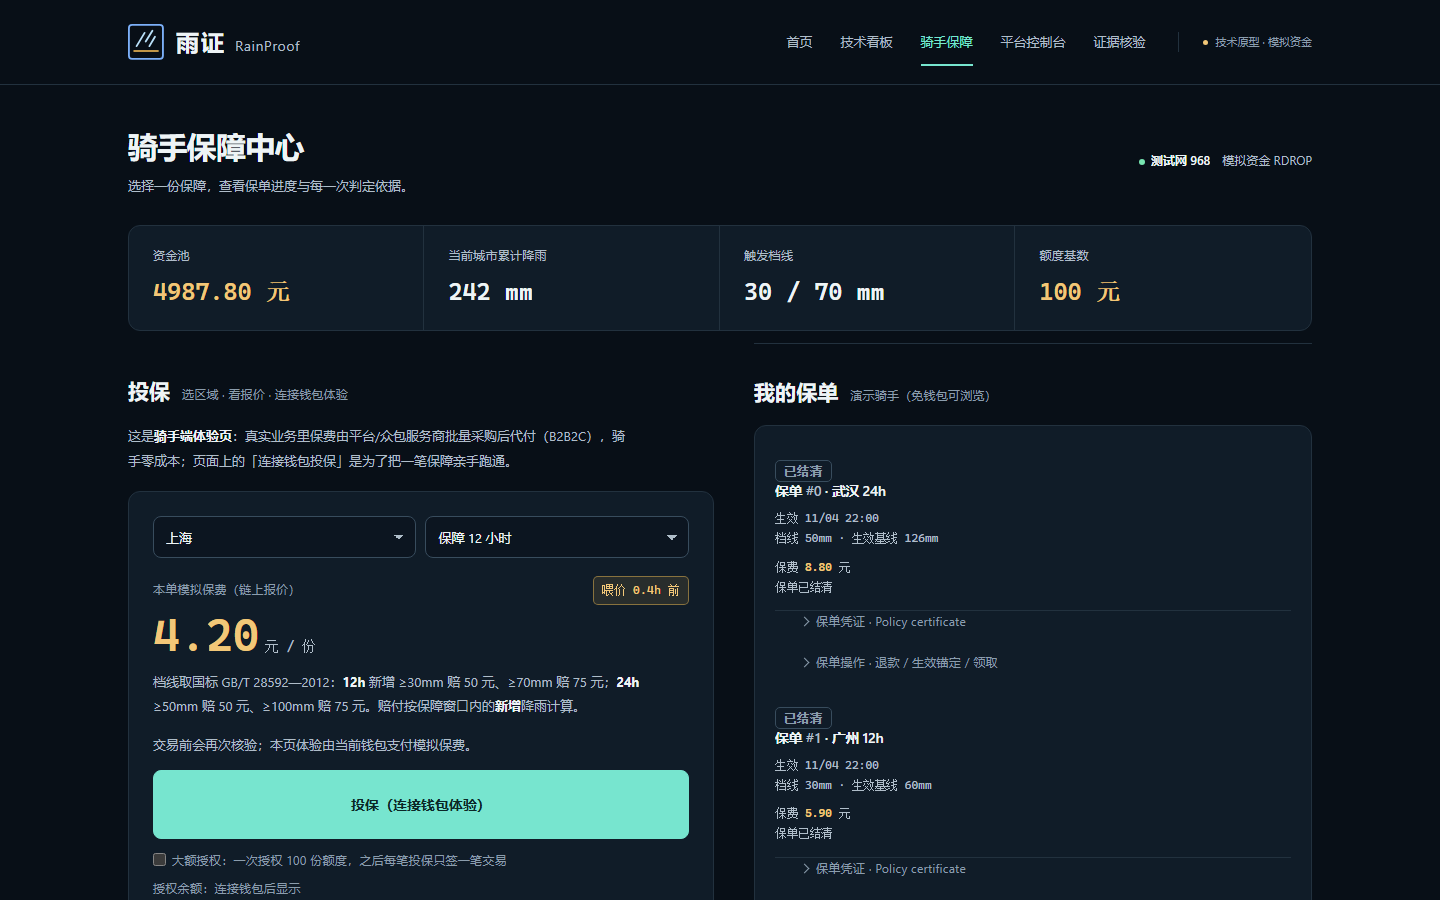 雨证 RainProof
首页 技术看板 骑手保障 平台控制台 证据核验 技术原型 · 模拟资金
骑手保障中心
选择一份保障，查看保单进度与每一次判定依据。
测试网 968 模拟资金 RDROP
资金池
4987.80 元
当前城市累计降雨
242 mm
触发档线
30 / 70 mm
额度基数
100 元
投保 选区域 · 看报价 · 连接钱包体验
这是骑手端体验页：真实业务里保费由平台/众包服务商批量采购后代付（B2B2C），骑
手零成本；页面上的「连接钱包投保」是为了把一笔保障亲手跑通。
上海
保障 12 小时
本单模拟保费（链上报价）
喂价 0.4h 前
4.20 元 / 份
档线取国标 GB/T 28592—2012：12h 新增 ≥30mm 赔 50 元、≥70mm 赔 75 元；24h
≥50mm 赔 50 元、≥100mm 赔 75 元。赔付按保障窗口内的新增降雨计算。
交易前会再次核验；本页体验由当前钱包支付模拟保费。
投保（连接钱包体验）
大额授权：一次授权 100 份额度，之后每笔投保只签一笔交易
授权余额：连接钱包后显示
我的保单 演示骑手（免钱包可浏览）
已结清
保单 #0 · 武汉 24h
生效 11/04 22:00
档线 50mm · 生效基线 126mm
保费 8.80 元
保单已结清
保单凭证 · Policy certificate
保单操作 · 退款 / 生效锚定 / 领取
已结清
保单 #1 · 广州 12h
生效 11/04 22:00
档线 30mm · 生效基线 60mm
保费 5.90 元
保单已结清
保单凭证 · Policy certificate